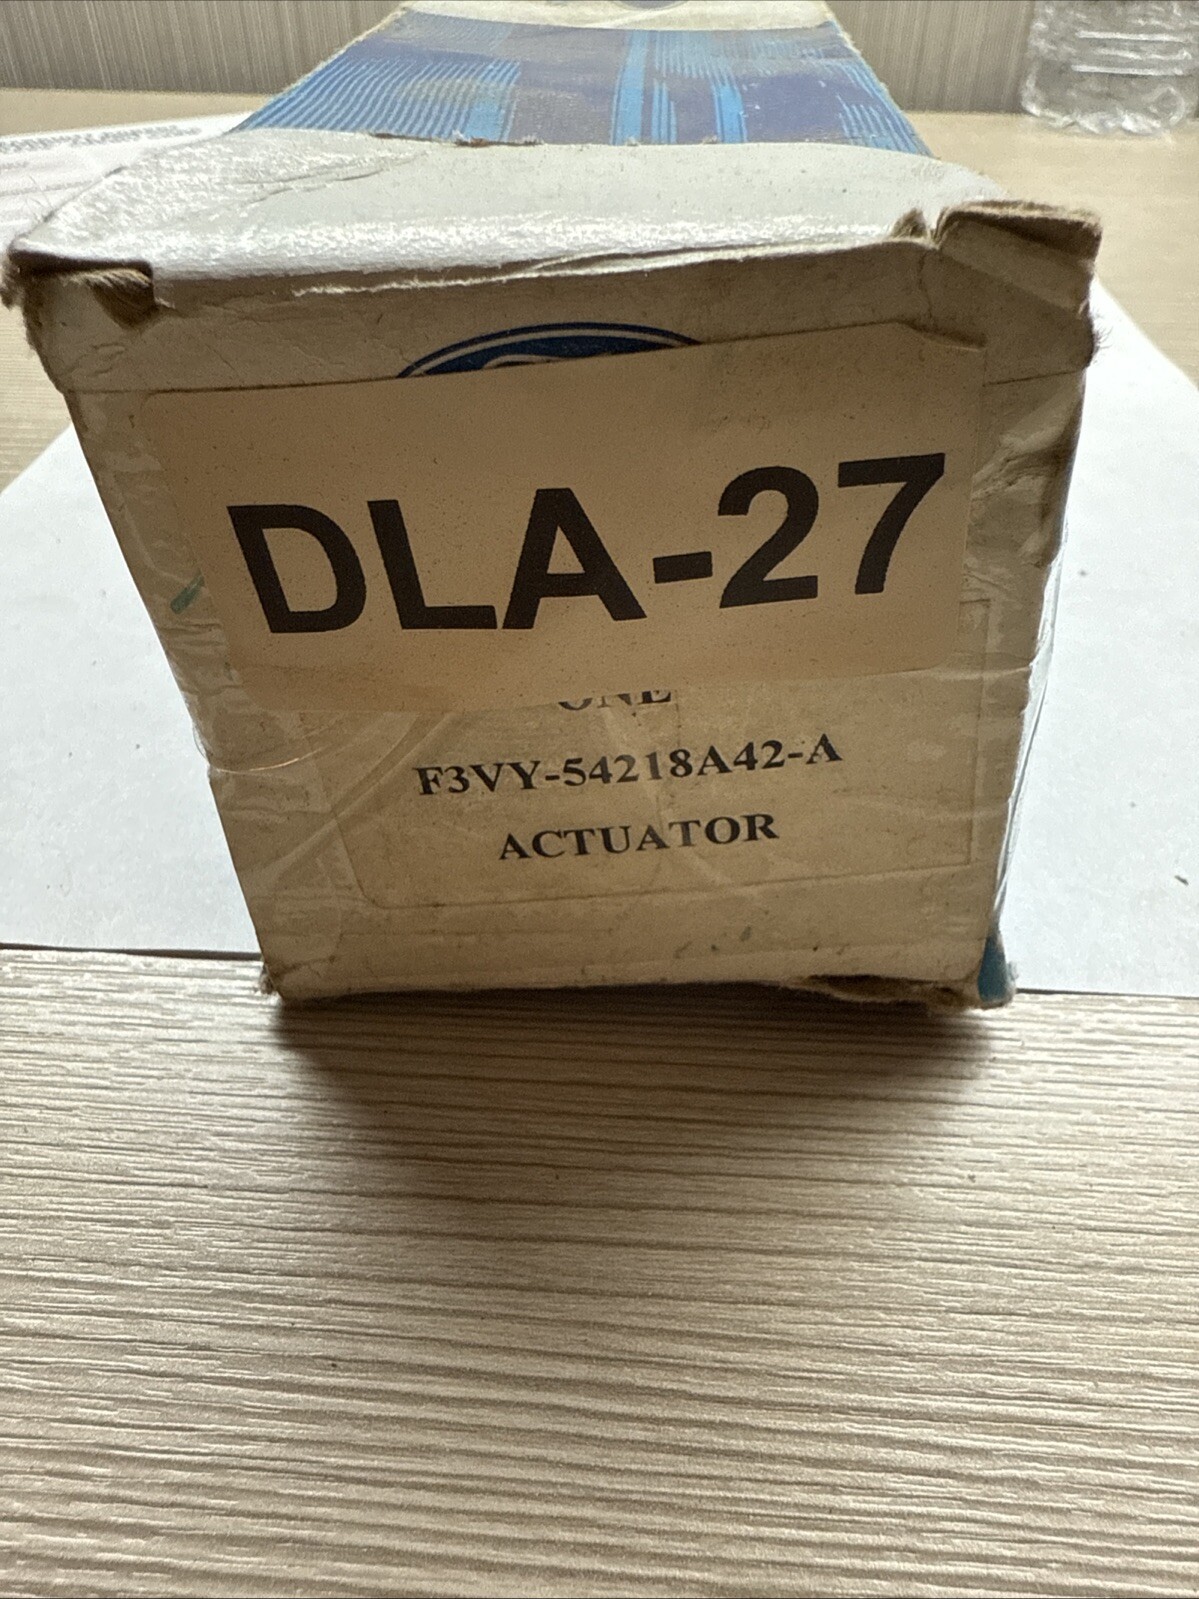 DLA-27
ONE
F3VY-54218A42-A
ACTUATOR